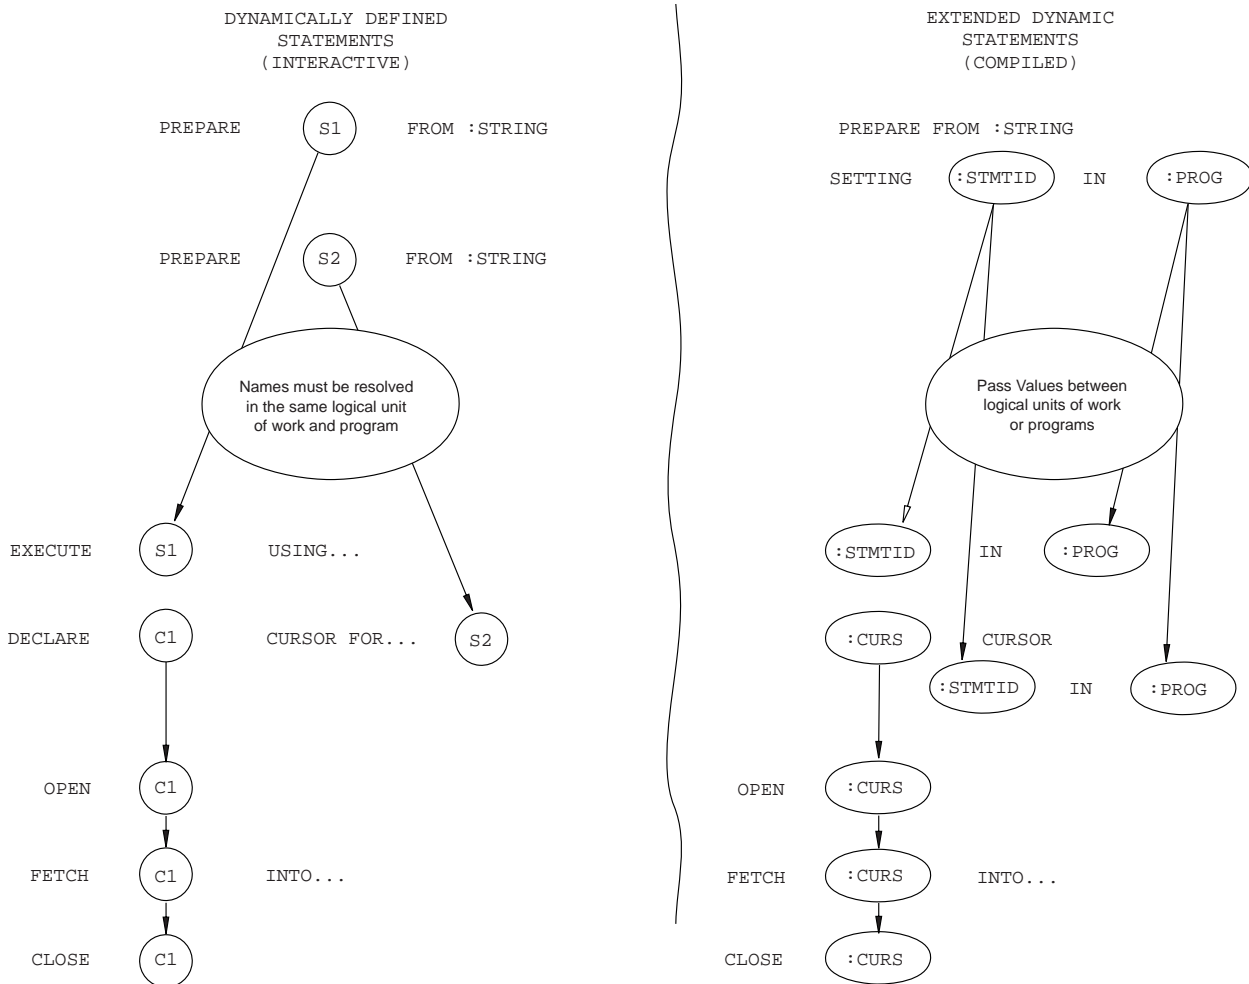 DYNAMICALLY DEFINED
STATEMENTS
(INTERACTIVE)
PREPARE S1 FROM :STRING
PREPARE S2 FROM :STRING
Names must be resolved
in the same logical unit
of work and program
EXECUTE S1 USING...
DECLARE C1 CURSOR FOR... S2
OPEN C1
FETCH C1 INTO...
CLOSE C1
EXTENDED DYNAMIC
STATEMENTS
(COMPILED)
PREPARE FROM :STRING
SETTING :STMTID IN :PROG
Pass Values between
logical units of work
or programs
:STMTID IN :PROG
:CURS CURSOR
:STMTID IN :PROG
OPEN :CURS
FETCH :CURS INTO...
CLOSE :CURS